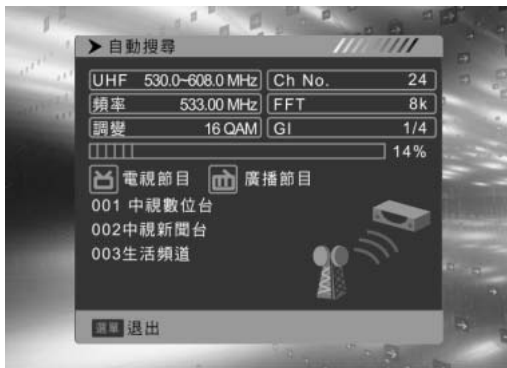 自動搜尋
UHF 530.0~608.0 MHz Ch No. 24
頻率 533.00 MHz FFT 8k
調變 16 QAM GI 1/4
14%
電視節目 廣播節目
001 中視數位台
002中視新聞台
003生活頻道
選單 退出